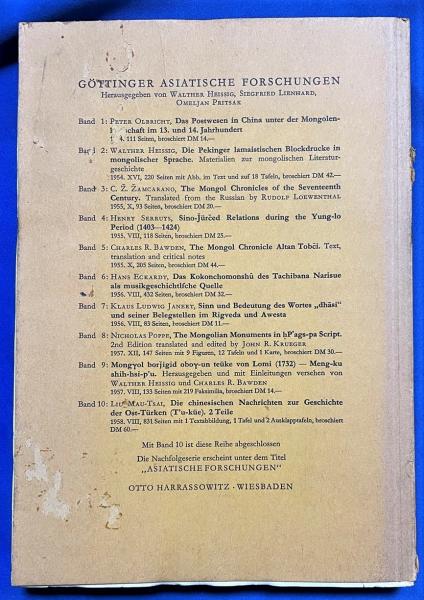 GÖTTINGER ASIATISCHE FORSCHUNGEN
Herausgegeben von Walther Heissig, Siegfried Lienhard,
Omeljan Pritsak
Band 1: Peter Olbricht, Das Postwesen in China unter der Mongolen-
schaft im 13. und 14. Jahrhundert
111 Seiten, broschiert DM 14.—
2: Walther Heissig, Die Pekinger lamaistischen Blockdrucke in
mongolischer Sprache. Materialien zur mongolischen Literatur-
geschichte
1954. XVI, 220 Seiten mit Abb. im Text und auf 18 Tafeln, broschiert DM 42.—
Band 3: C. Ž. Žamcarano, The Mongol Chronicles of the Seventeenth
Century. Translated from the Russian by Rudolf Loewenthal
1955. X, 93 Seiten, broschiert DM 20.—
Band 4: Henry Serruys, Sino-Jürčed Relations during the Yung-lo
Period (1403—1424)
1955. VIII, 118 Seiten, broschiert DM 25.—
Band 5: Charles R. Bawden, The Mongol Chronicle Altan Tobči. Text,
translation and critical notes
1955. X, 205 Seiten, broschiert DM 44.—
Band 6: Hans Eckardt, Das Kokonchomonshû des Tachibana Narisue
als musikgeschichtliche Quelle
1956. VIII, 432 Seiten, broschiert DM 32.—
Band 7: Klaus Ludwig Janert, Sinn und Bedeutung des Wortes „dhāsi“
und seiner Belegstellen im Rigveda und Awesta
1956. VIII, 83 Seiten, broschiert DM 11.—
Band 8: Nicholas Poppe, The Mongolian Monuments in ḥP'ags-pa Script.
2nd Edition translated and edited by John R. Krueger
1957. XII, 147 Seiten mit 9 Figuren, 12 Tafeln und 1 Karte, broschiert DM 30.—
Band 9: Mongγol borjigid oboγ-un teüke von Lomi (1732) — Meng-ku
shih-hsi-p'u. Herausgegeben und mit Einleitungen versehen von
Walther Heissig und Charles R. Bawden
1957. VIII, 133 Seiten mit 219 Faksimilia, broschiert DM 14.—
Band 10: Liu Mau-Tsai, Die chinesischen Nachrichten zur Geschichte
der Ost-Türken (T'u-küe). 2 Teile
1958. VIII, 831 Seiten mit 1 Textabbildung, 1 Tafel und 2 Ausklapptafeln, broschiert
DM 60.—
Mit Band 10 ist diese Reihe abgeschlossen
Die Nachfolgeserie erscheint unter dem Titel
„ASIATISCHE FORSCHUNGEN“
OTTO HARRASSOWITZ · WIESBADEN